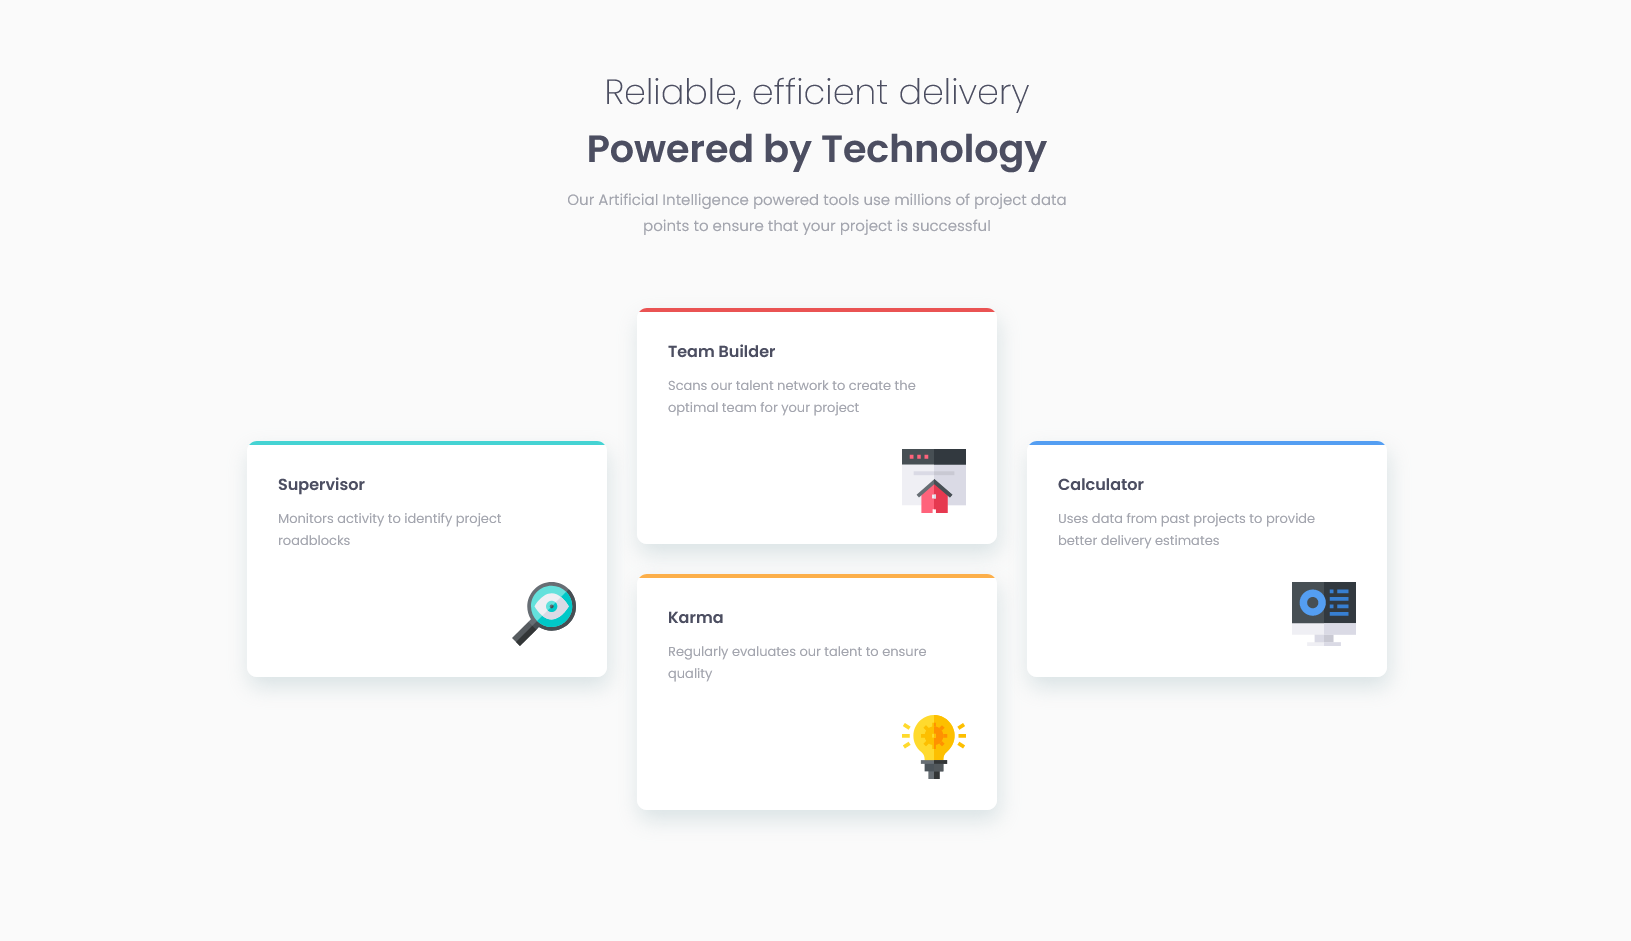 Reliable, efficient delivery
Powered by Technology
Our Artificial Intelligence powered tools use millions of project data
points to ensure that your project is successful
Supervisor
Monitors activity to identify project
roadblocks
Team Builder
Scans our talent network to create the
optimal team for your project
Karma
Regularly evaluates our talent to ensure
quality
Calculator
Uses data from past projects to provide
better delivery estimates